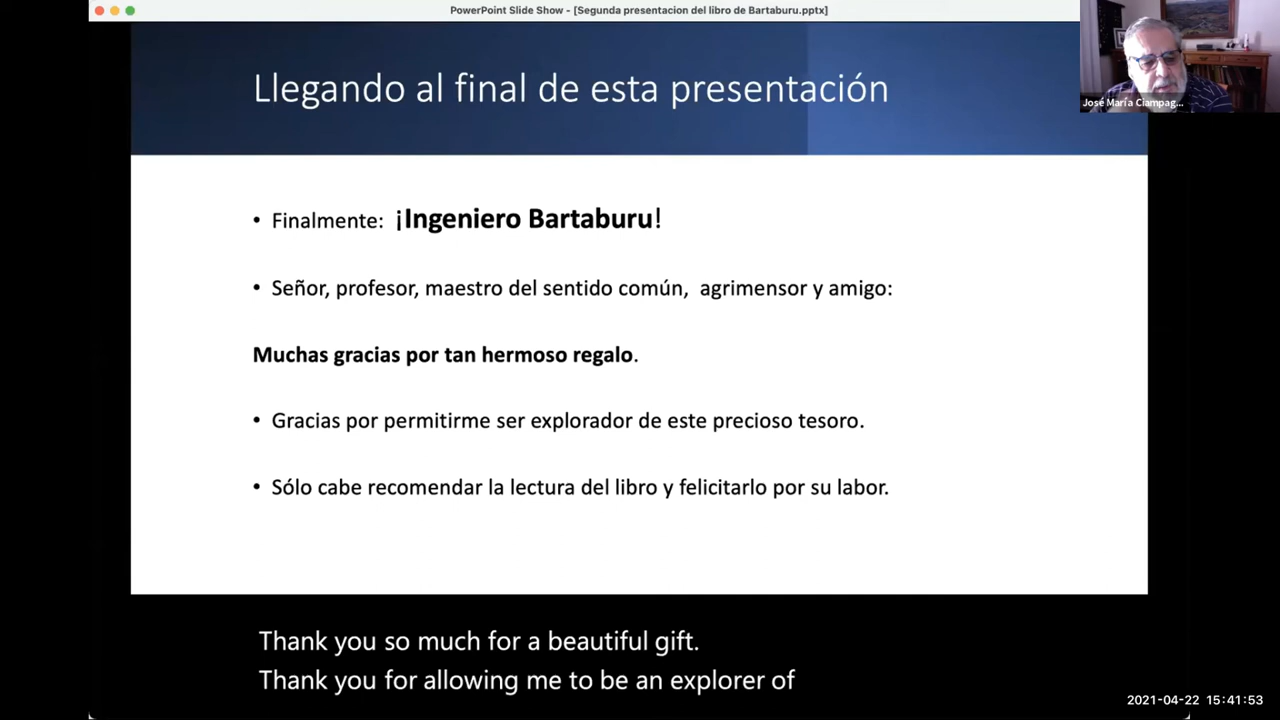 PowerPoint Slide Show - [Segunda presentacion del libro de Bartaburu.pptx]
Llegando al final de esta presentación
José María Ciampag...
• Finalmente: ¡Ingeniero Bartaburu!
• Señor, profesor, maestro del sentido común, agrimensor y amigo:
Muchas gracias por tan hermoso regalo.
• Gracias por permitirme ser explorador de este precioso tesoro.
• Sólo cabe recomendar la lectura del libro y felicitarlo por su labor.
Thank you so much for a beautiful gift.
Thank you for allowing me to be an explorer of
2021-04-22 15:41:53